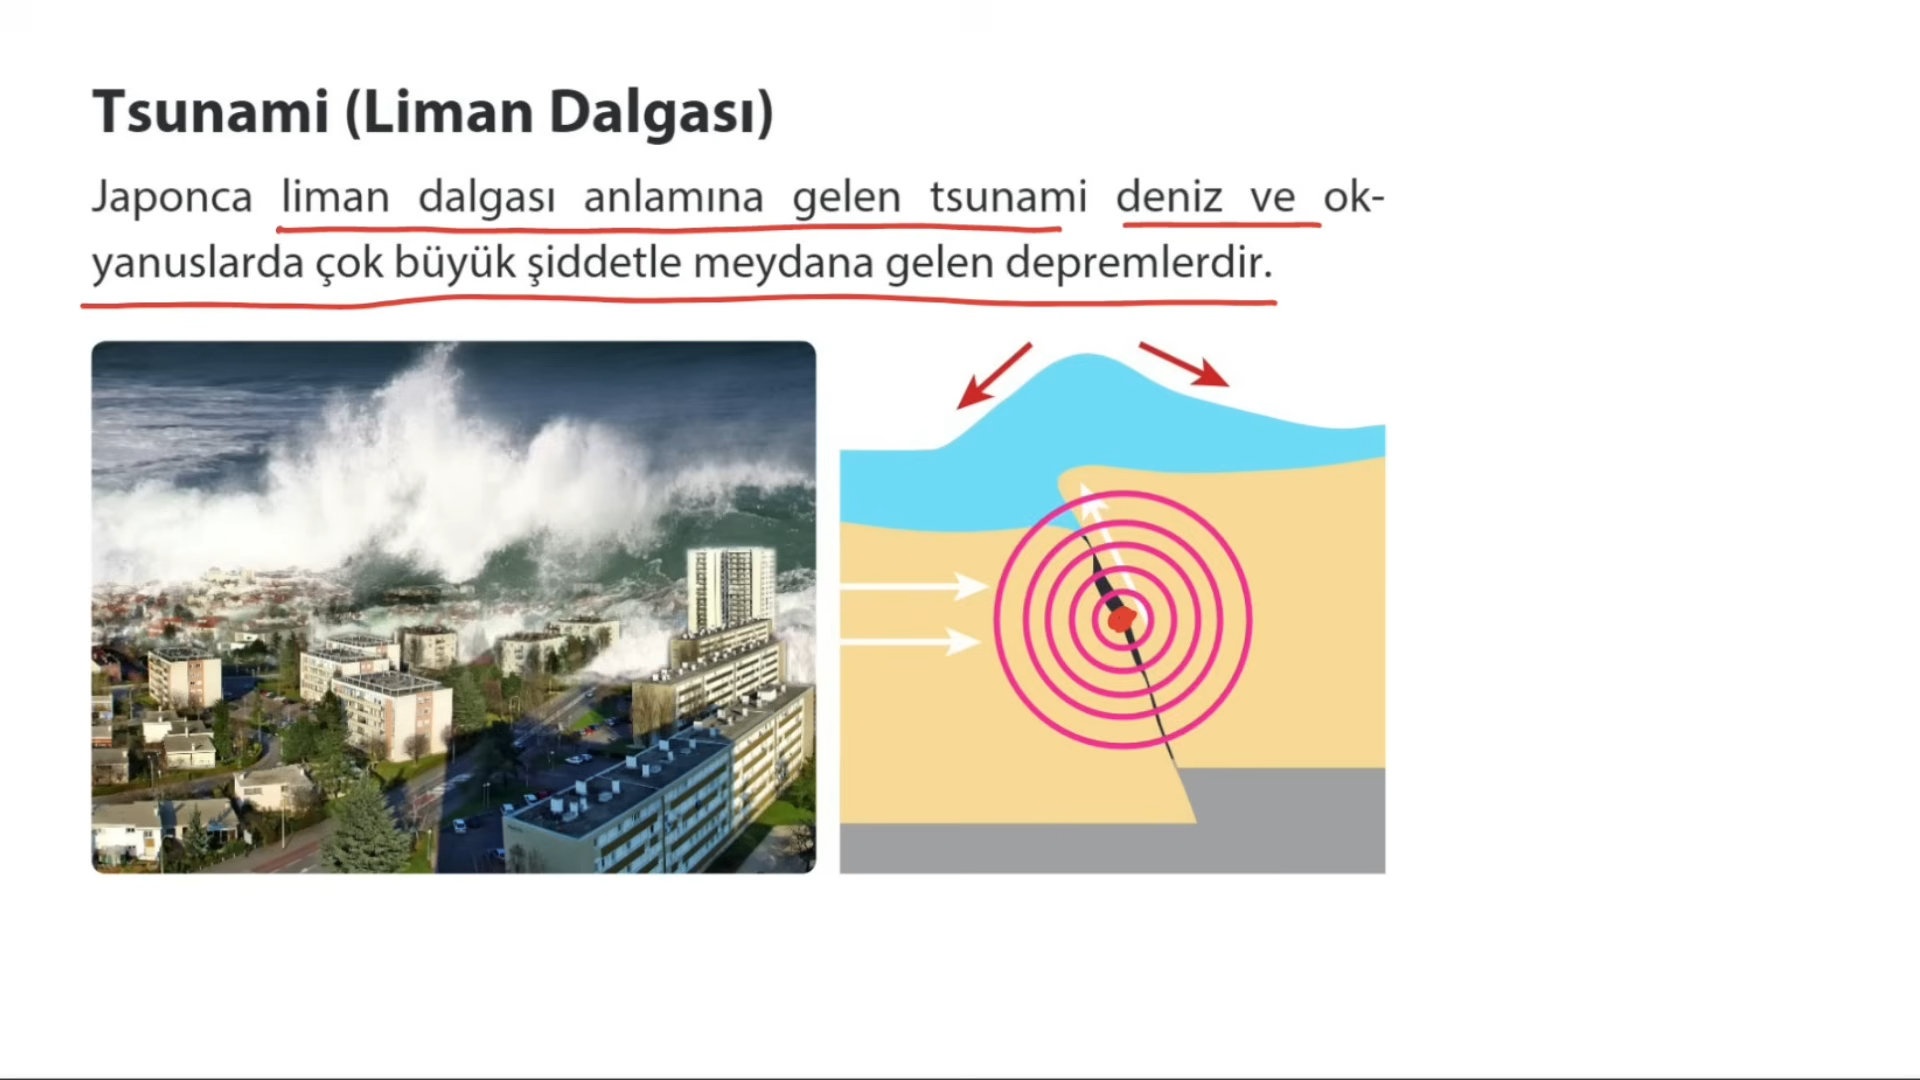 Tsunami (Liman Dalgası)
Japonca liman dalgası anlamına gelen tsunami deniz ve ok-
yanuslarda çok büyük şiddetle meydana gelen depremlerdir.